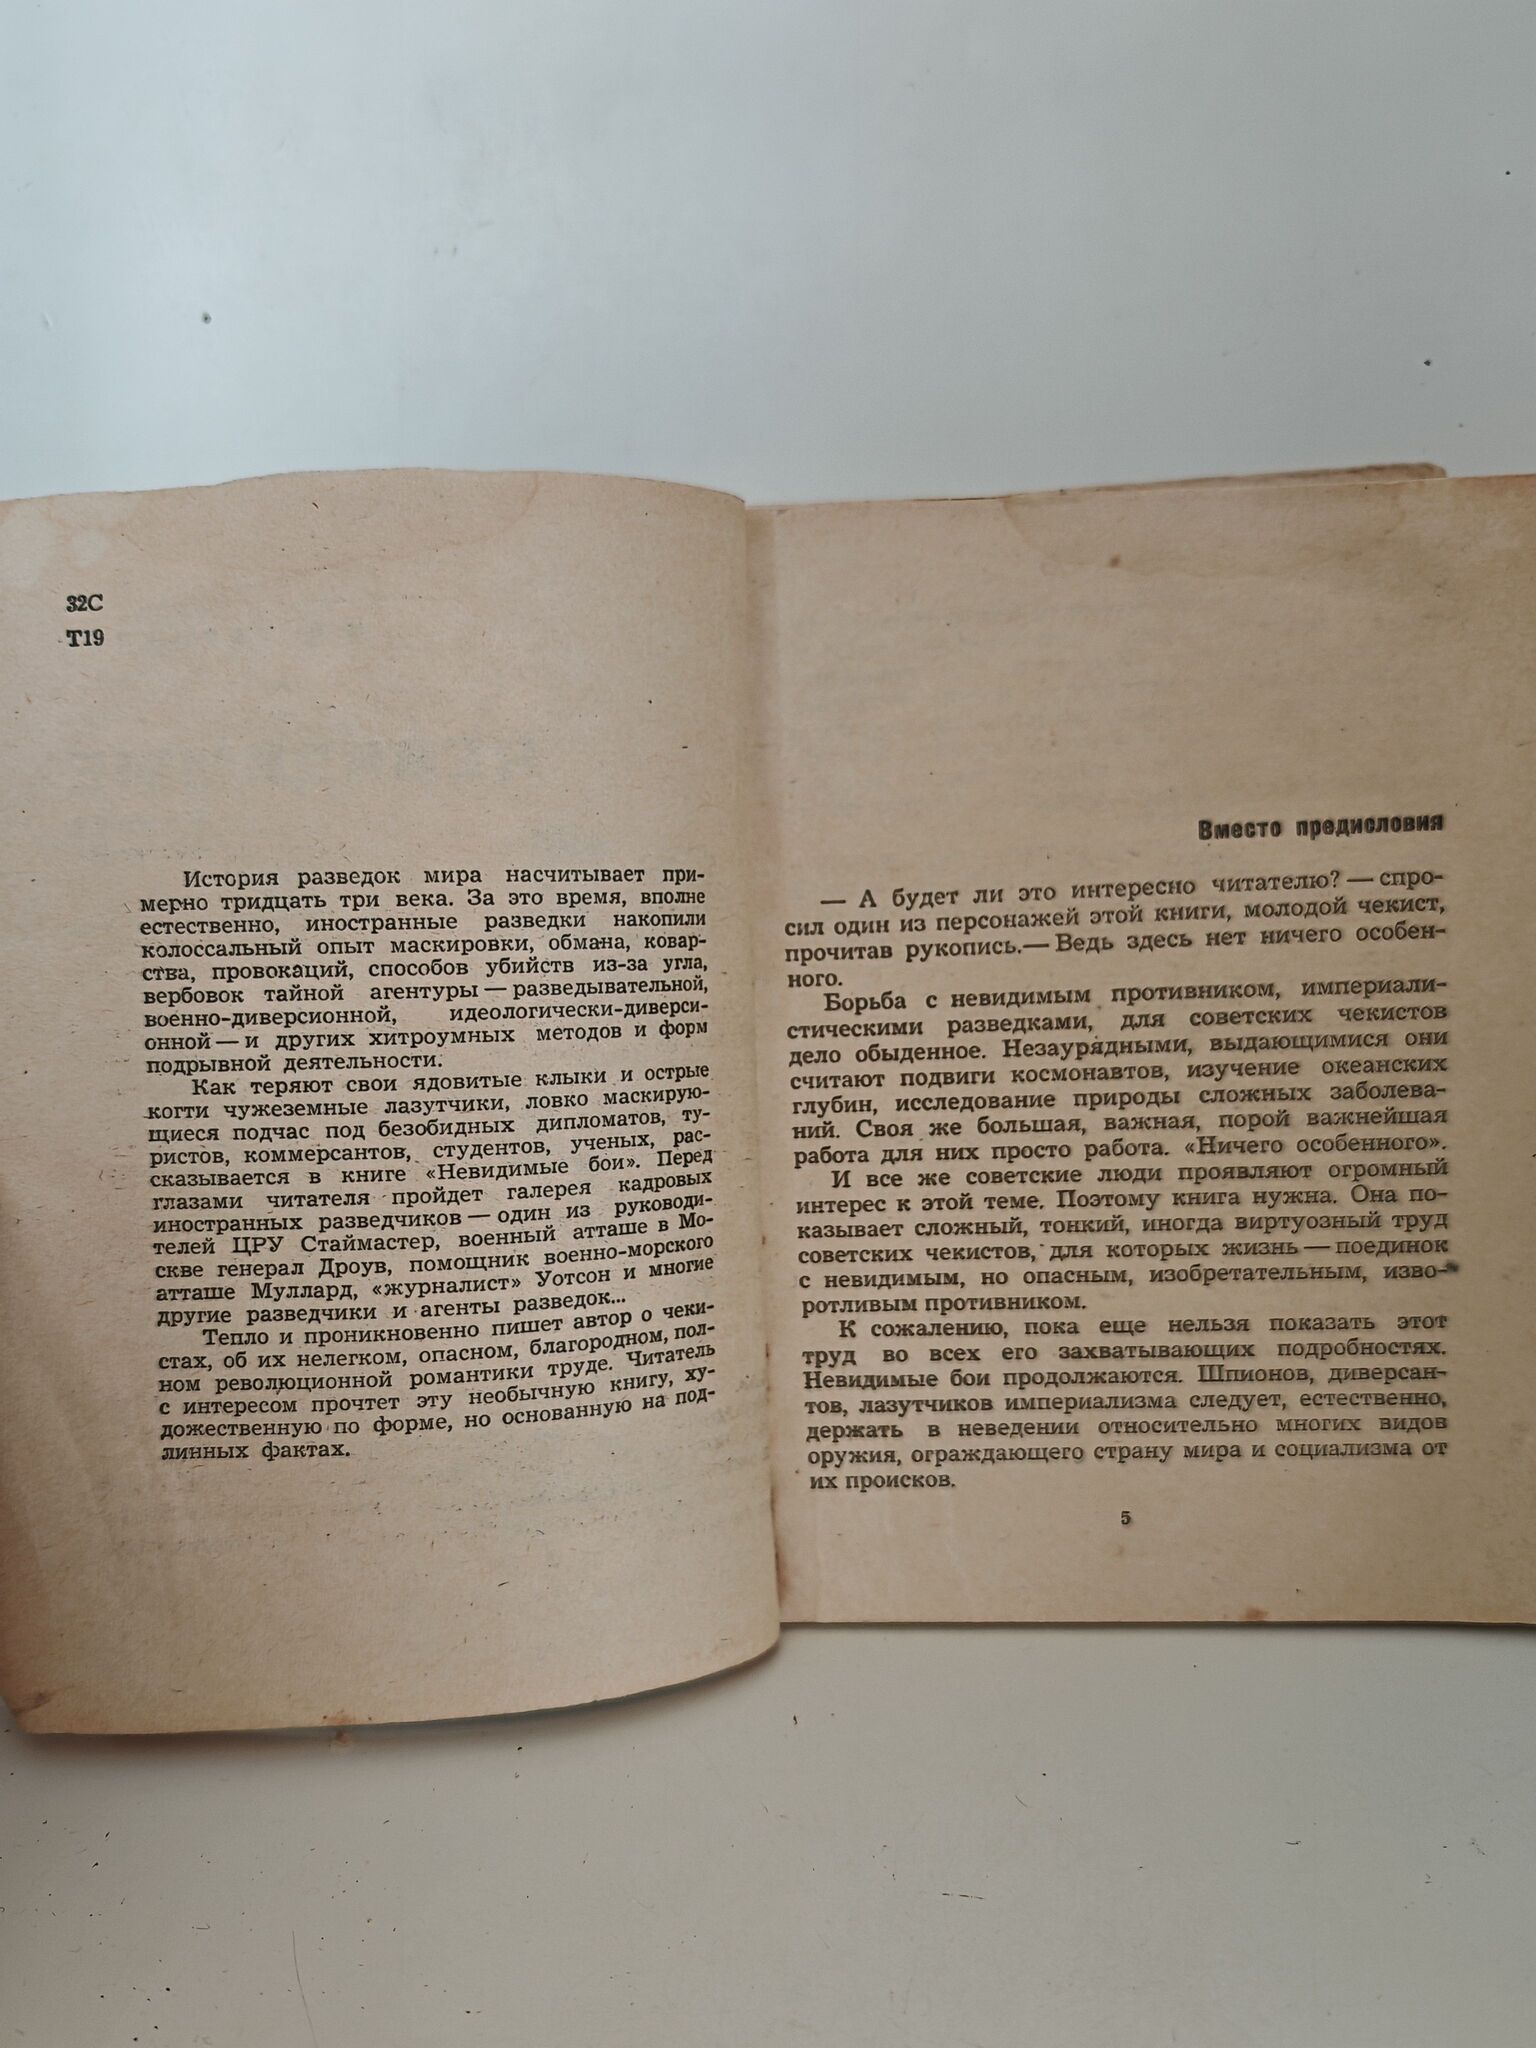 32С
Т19
История разведок мира насчитывает при-
мерно тридцать три века. За это время, вполне
естественно, иностранные разведки накопили
колоссальный опыт маскировки, обмана, ковар-
ства, провокаций, способов убийств из-за угла,
вербовок тайной агентуры — разведывательной,
военно-диверсионной, идеологически-диверси-
онной — и других хитроумных методов и форм
подрывной деятельности.
Как теряют свои ядовитые клыки и острые
когти чужеземные лазутчики, ловко маскирую-
щиеся подчас под безобидных дипломатов, ту-
ристов, коммерсантов, студентов, ученых, рас-
сказывается в книге «Невидимые бои». Перед
глазами читателя пройдет галерея кадровых
иностранных разведчиков — один из руководи-
телей ЦРУ Стаймастер, военный атташе в Мо-
скве генерал Дроув, помощник военно-морского
атташе Муллард, «журналист» Уотсон и многие
другие разведчики и агенты разведок...
Тепло и проникновенно пишет автор о чеки-
стах, об их нелегком, опасном, благородном, пол-
ном революционной романтики труде. Читатель
с интересом прочтет эту необычную книгу, ху-
дожественную по форме, но основанную на под-
линных фактах.
Вместо предисловия
— А будет ли это интересно читателю? — спро-
сил один из персонажей этой книги, молодой чекист,
прочитав рукопись.— Ведь здесь нет ничего особен-
ного.
Борьба с невидимым противником, империали-
стическими разведками, для советских чекистов
дело обыденное. Незаурядными, выдающимися они
считают подвиги космонавтов, изучение океанских
глубин, исследование природы сложных заболева-
ний. Своя же большая, важная, порой важнейшая
работа для них просто работа. «Ничего особенного».
И все же советские люди проявляют огромный
интерес к этой теме. Поэтому книга нужна. Она по-
казывает сложный, тонкий, иногда виртуозный труд
советских чекистов, для которых жизнь — поединок
с невидимым, но опасным, изобретательным, изво-
ротливым противником.
К сожалению, пока еще нельзя показать этот
труд во всех его захватывающих подробностях.
Невидимые бои продолжаются. Шпионов, диверсан-
тов, лазутчиков империализма следует, естественно,
держать в неведении относительно многих видов
оружия, ограждающего страну мира и социализма от
их происков.
5